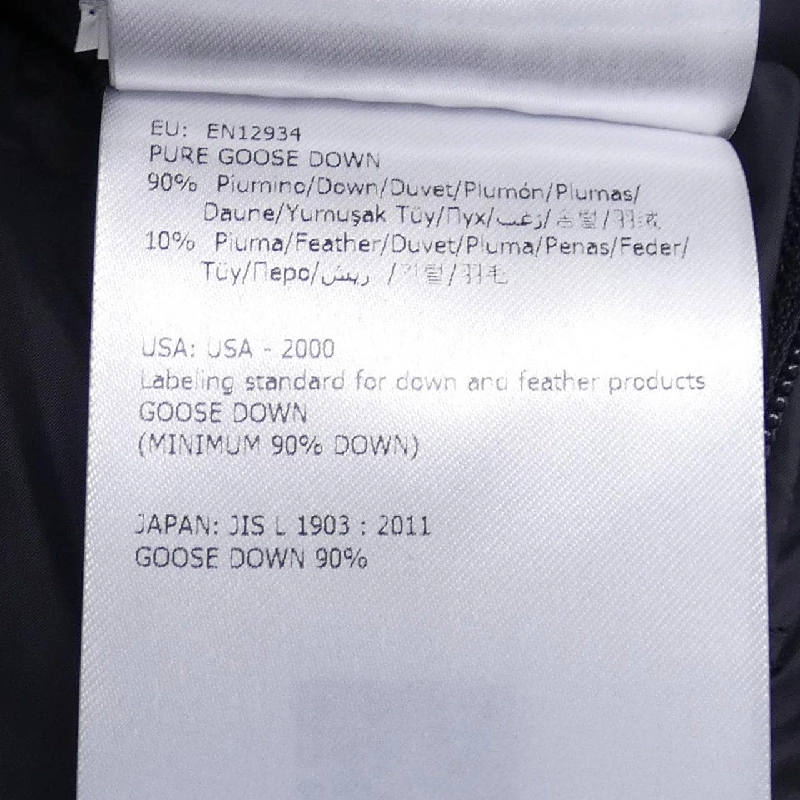 EU: EN12934
PURE GOOSE DOWN
90% Piumino/Down/Duvet/Plumón/Plumas/
Daune/Yumuşak Tüy/Пух/زغب/솜털/羽绒
10% Piuma/Feather/Duvet/Pluma/Penas/Feder/
Tüy/Перо/ريش /깃털/羽毛
USA: USA - 2000
Labeling standard for down and feather products
GOOSE DOWN
(MINIMUM 90% DOWN)
JAPAN: JIS L 1903 : 2011
GOOSE DOWN 90%